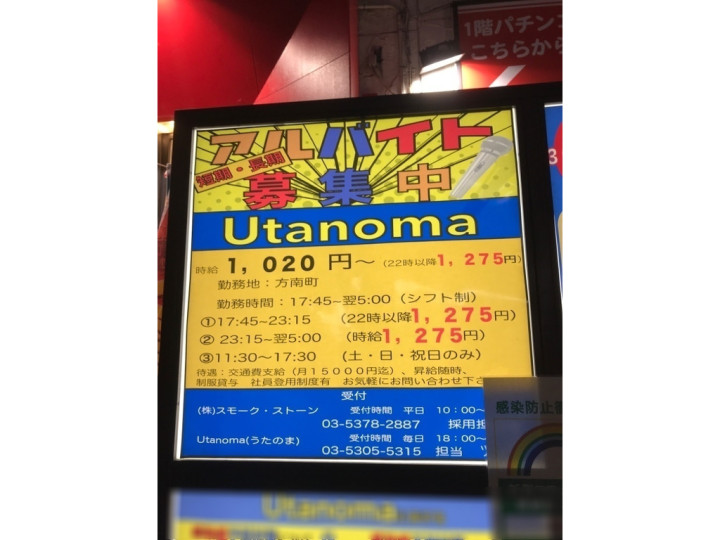 1階パチンコ
こちらから
アルバイト
短期・長期
募集中
Utanoma
時給 1,020円～ (22時以降1,275円)
勤務地：方南町
勤務時間：17:45~翌5:00（シフト制）
①17:45~23:15 （22時以降1,275円）
② 23:15~翌5:00 （時給1,275円）
③11:30~17:30 （土・日・祝日のみ）
待遇：交通費支給（月15000円迄）、昇給随時、
制服貸与 社員登用制度有 お気軽にお問い合わせ下さ
受付
(株)スモーク・ストーン 受付時間 平日 10：00～
03-5378-2887 採用担
Utanoma(うたのま) 受付時間 毎日 18：00～
03-5305-5315 担当
感染防止
Utanoma